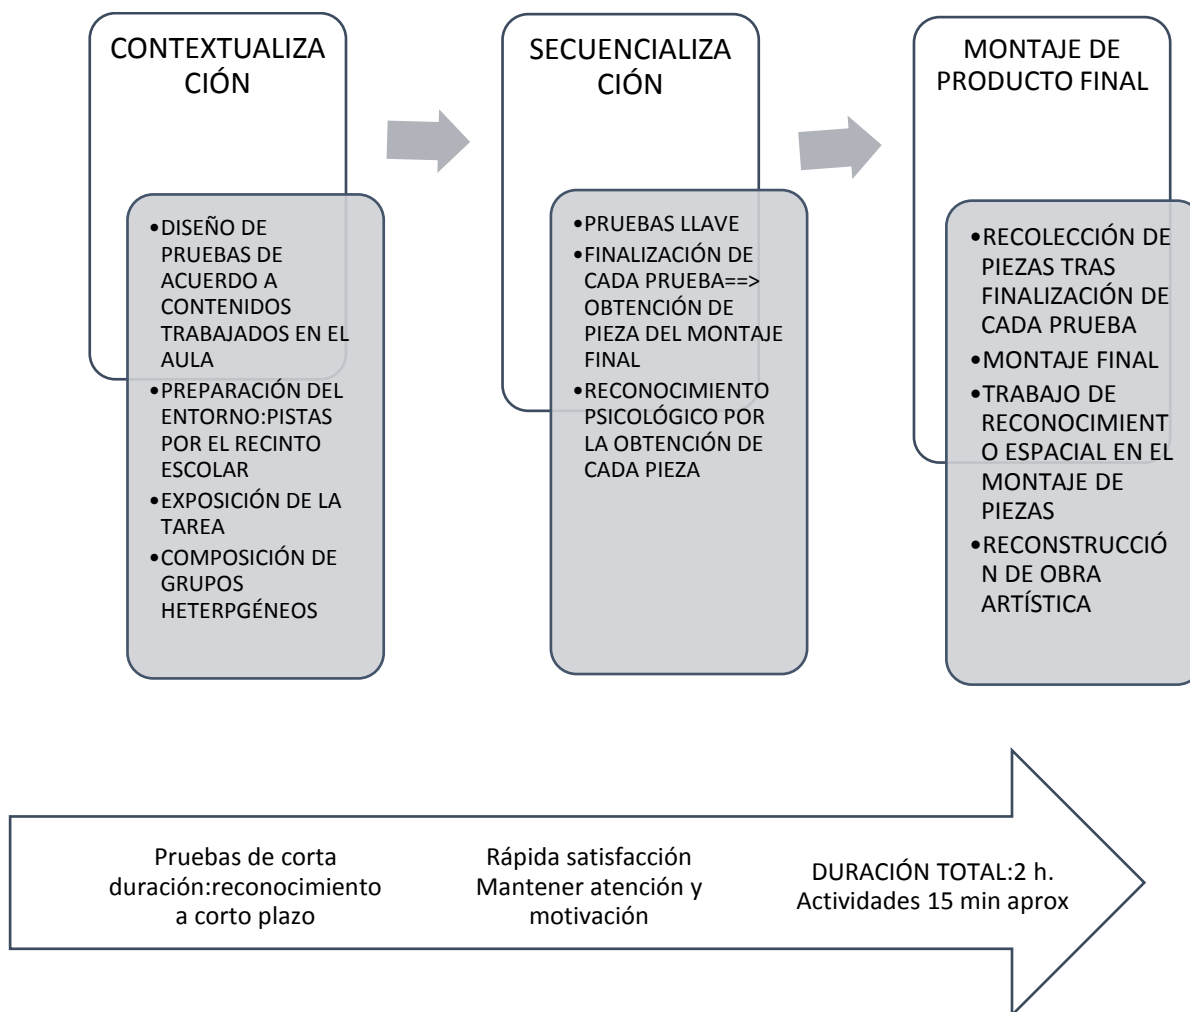 CONTEXTUALIZA
CIÓN
•DISEÑO DE
PRUEBAS DE
ACUERDO A
CONTENIDOS
TRABAJADOS EN EL
AULA
•PREPARACIÓN DEL
ENTORNO:PISTAS
POR EL RECINTO
ESCOLAR
•EXPOSICIÓN DE LA
TAREA
•COMPOSICIÓN DE
GRUPOS
HETERPGÉNEOS
SECUENCIALIZA
CIÓN
•PRUEBAS LLAVE
•FINALIZACIÓN DE
CADA PRUEBA==>
OBTENCIÓN DE
PIEZA DEL MONTAJE
FINAL
•RECONOCIMIENTO
PSICOLÓGICO POR
LA OBTENCIÓN DE
CADA PIEZA
MONTAJE DE
PRODUCTO FINAL
•RECOLECCIÓN DE
PIEZAS TRAS
FINALIZACIÓN DE
CADA PRUEBA
•MONTAJE FINAL
•TRABAJO DE
RECONOCIMIENT
O ESPACIAL EN EL
MONTAJE DE
PIEZAS
•RECONSTRUCCIÓ
N DE OBRA
ARTÍSTICA
Pruebas de corta
duración:reconocimiento
a corto plazo
Rápida satisfacción
Mantener atención y
motivación
DURACIÓN TOTAL:2 h.
Actividades 15 min aprox